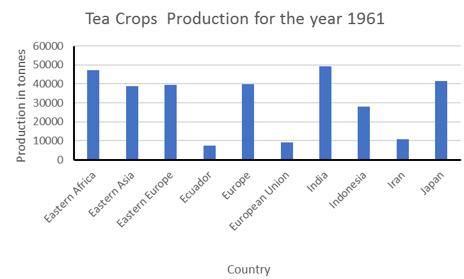 Tea Crops Production for the year 1961
Production in tonnes
60000
50000
40000
30000
20000
10000
0
Eastern Africa
Eastern Asia
Eastern Europe
Ecuador
Europe
European Union
India
Indonesia
Iran
Japan
Country